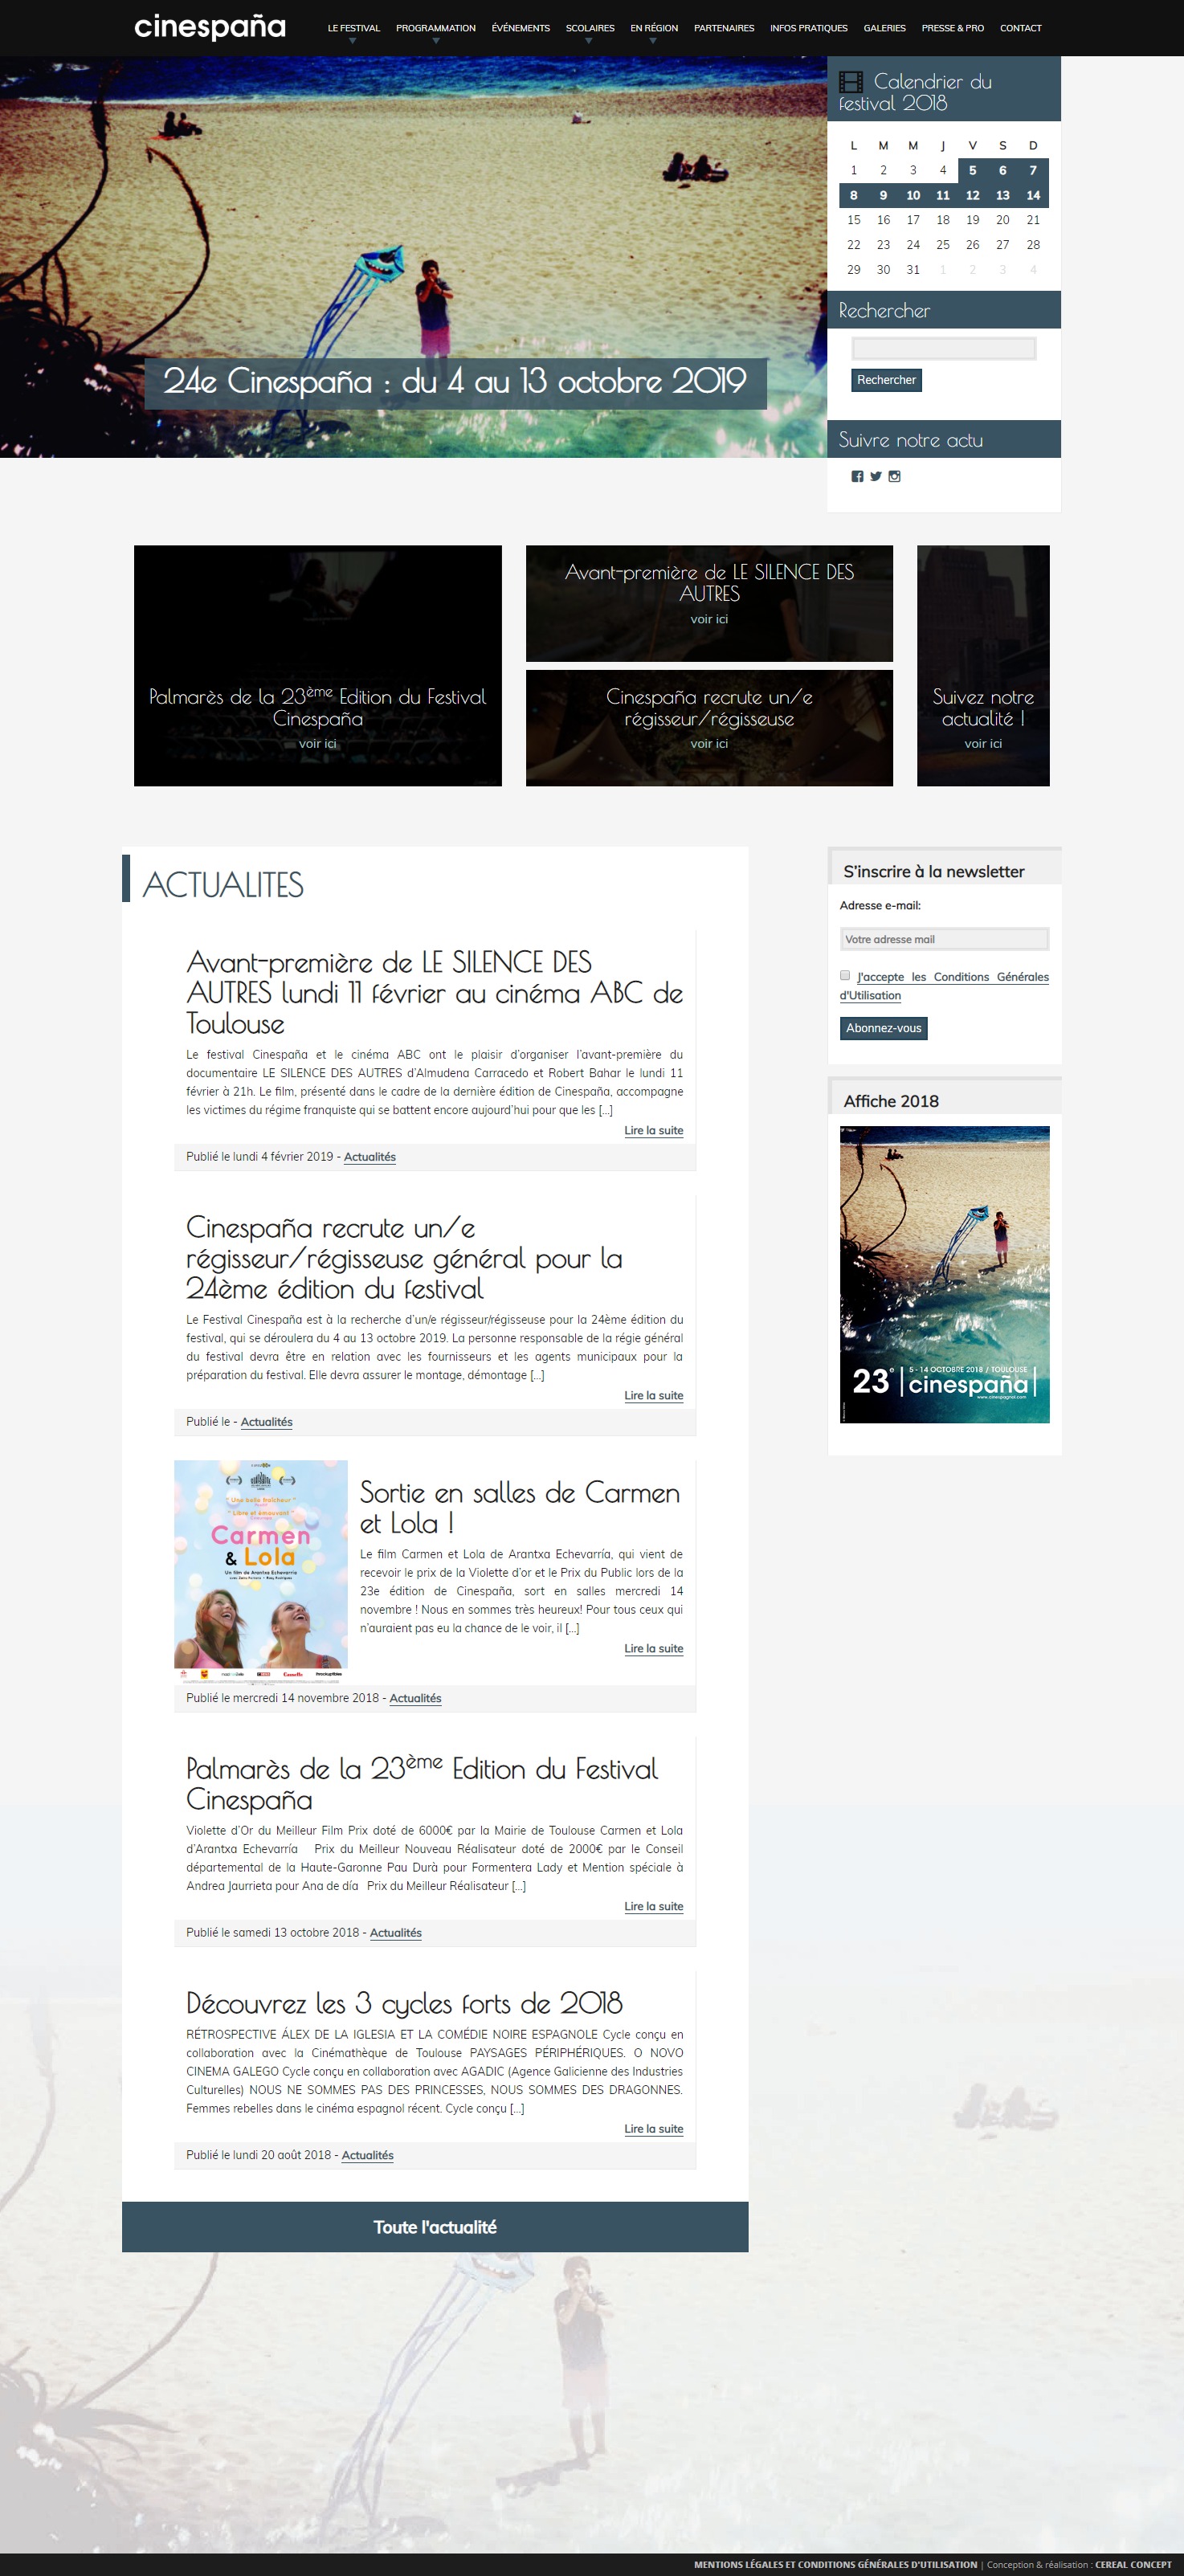 cinespaña
LE FESTIVAL PROGRAMMATION ÉVÉNEMENTS SCOLAIRES EN RÉGION PARTENAIRES INFOS PRATIQUES GALERIES PRESSE & PRO CONTACT
24e Cinespaña : du 4 au 13 octobre 2019
Calendrier du
festival 2018
L M M J V S D
1 2 3 4 5 6 7
8 9 10 11 12 13 14
15 16 17 18 19 20 21
22 23 24 25 26 27 28
29 30 31 1 2 3 4
Rechercher
Rechercher
Suivre notre actu
Palmarès de la 23ème Edition du Festival
Cinespaña
voir ici
Avant-première de LE SILENCE DES
AUTRES
voir ici
Cinespaña recrute un/e
régisseur/régisseuse
voir ici
Suivez notre
actualité !
voir ici
ACTUALITES
Avant-première de LE SILENCE DES
AUTRES lundi 11 février au cinéma ABC de
Toulouse
Le festival Cinespaña et le cinéma ABC ont le plaisir d'organiser l'avant-première du
documentaire LE SILENCE DES AUTRES d'Almudena Carracedo et Robert Bahar le lundi 11
février à 21h. Le film, présenté dans le cadre de la dernière édition de Cinespaña, accompagne
les victimes du régime franquiste qui se battent encore aujourd'hui pour que les [...]
Lire la suite
Publié le lundi 4 février 2019 - Actualités
Cinespaña recrute un/e
régisseur/régisseuse général pour la
24ème édition du festival
Le Festival Cinespaña est à la recherche d'un/e régisseur/régisseuse pour la 24ème édition du
festival, qui se déroulera du 4 au 13 octobre 2019. La personne responsable de la régie général
du festival devra être en relation avec les fournisseurs et les agents municipaux pour la
préparation du festival. Elle devra assurer le montage, démontage [...]
Lire la suite
Publié le - Actualités
" Une belle fraîcheur "
" Libre et émouvant "
Carmen
& Lola
Un film de Arantxa Echevarría
Sortie en salles de Carmen
et Lola !
Le film Carmen et Lola de Arantxa Echevarría, qui vient de
recevoir le prix de la Violette d'or et le Prix du Public lors de la
23e édition de Cinespaña, sort en salles mercredi 14
novembre ! Nous en sommes très heureux! Pour tous ceux qui
n'auraient pas eu la chance de le voir, il [...]
Lire la suite
Publié le mercredi 14 novembre 2018 - Actualités
Palmarès de la 23ème Edition du Festival
Cinespaña
Violette d'Or du Meilleur Film Prix doté de 6000€ par la Mairie de Toulouse Carmen et Lola
d'Arantxa Echevarría Prix du Meilleur Nouveau Réalisateur doté de 2000€ par le Conseil
départemental de la Haute-Garonne Pau Durà pour Formentera Lady et Mention spéciale à
Andrea Jaurrieta pour Ana de día Prix du Meilleur Réalisateur [...]
Lire la suite
Publié le samedi 13 octobre 2018 - Actualités
Découvrez les 3 cycles forts de 2018
RÉTROSPECTIVE ÁLEX DE LA IGLESIA ET LA COMÉDIE NOIRE ESPAGNOLE Cycle conçu en
collaboration avec la Cinémathèque de Toulouse PAYSAGES PÉRIPHÉRIQUES. O NOVO
CINEMA GALEGO Cycle conçu en collaboration avec AGADIC (Agence Galicienne des Industries
Culturelles) NOUS NE SOMMES PAS DES PRINCESSES, NOUS SOMMES DES DRAGONNES.
Femmes rebelles dans le cinéma espagnol récent. Cycle conçu [...]
Lire la suite
Publié le lundi 20 août 2018 - Actualités
Toute l'actualité
S'inscrire à la newsletter
Adresse e-mail:
Votre adresse mail
J'accepte les Conditions Générales
d'Utilisation
Abonnez-vous
Affiche 2018
23e
5 - 14 OCTOBRE 2018 / TOULOUSE
cinespaña
www.cinespagnol.com
MENTIONS LÉGALES ET CONDITIONS GÉNÉRALES D'UTILISATION | Conception & réalisation : CEREAL CONCEPT